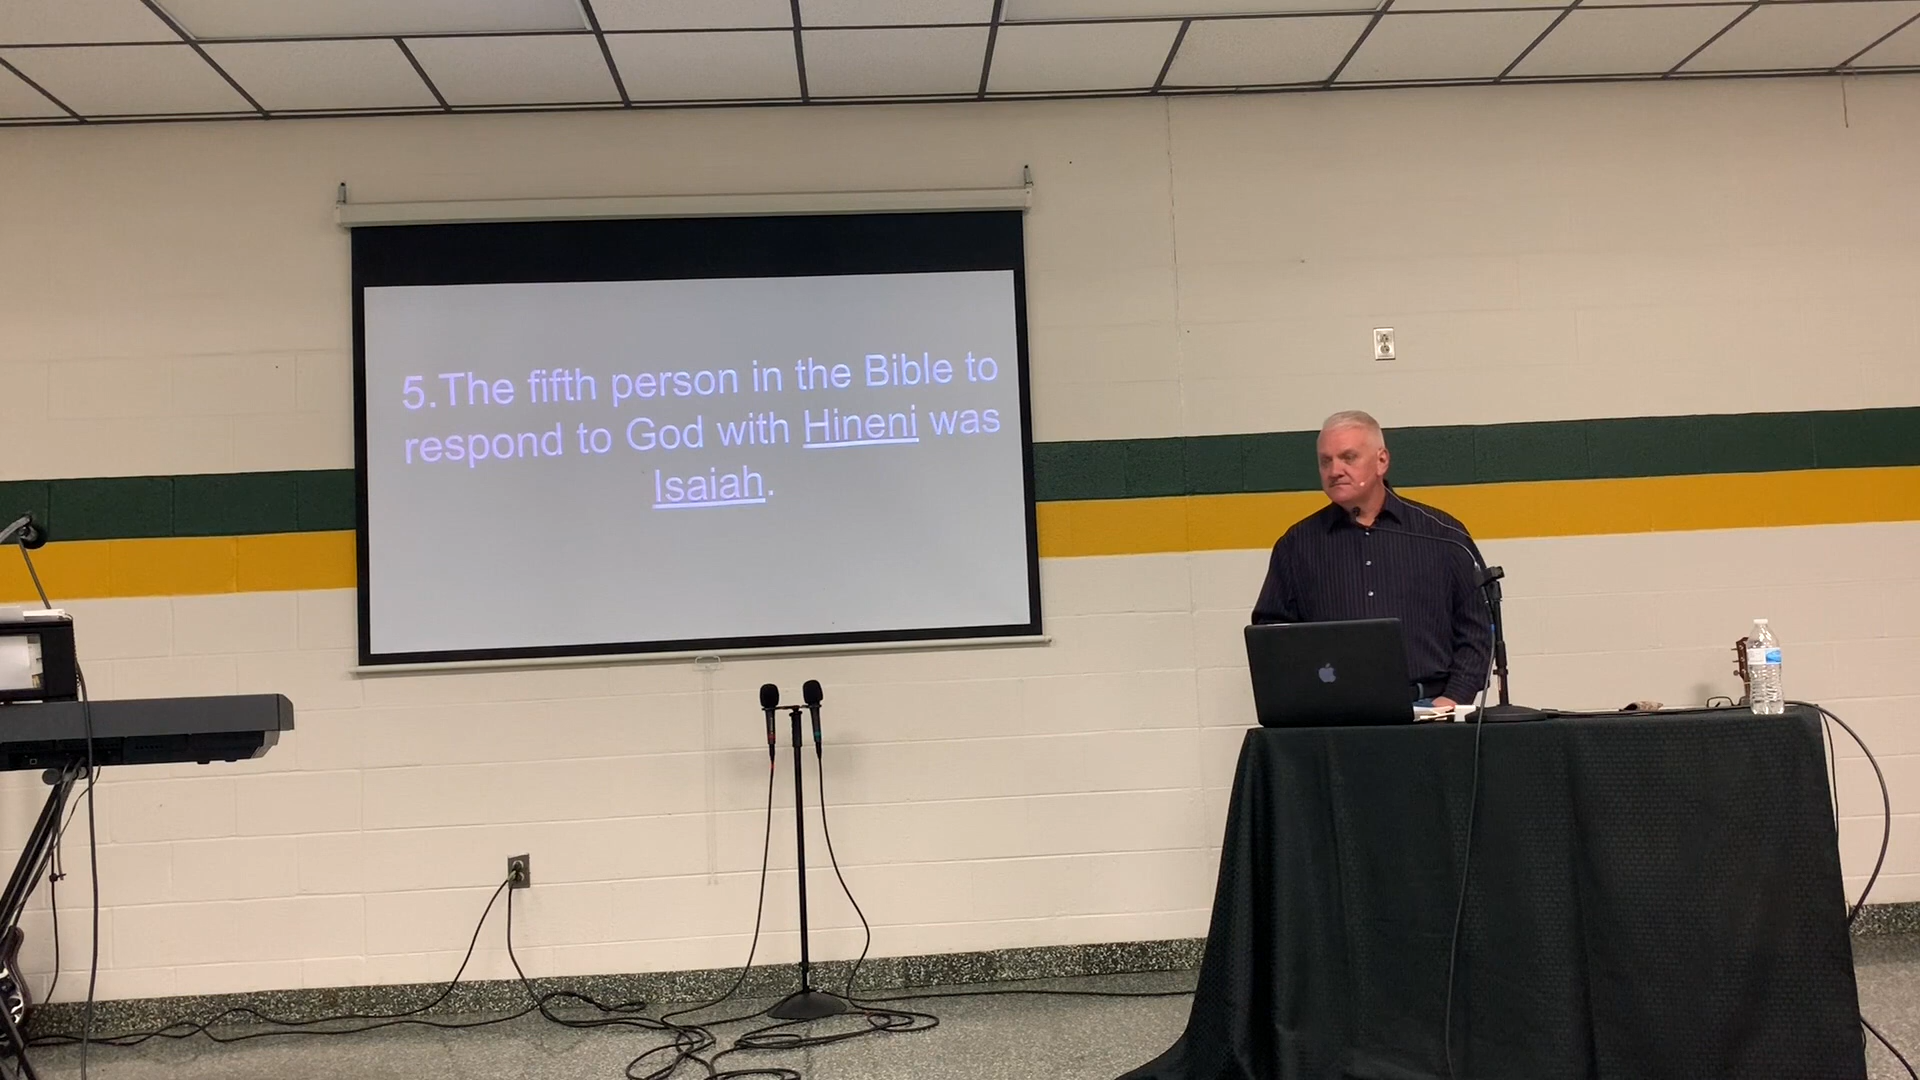 5.The fifth person in the Bible to
respond to God with Hineni was
Isaiah.